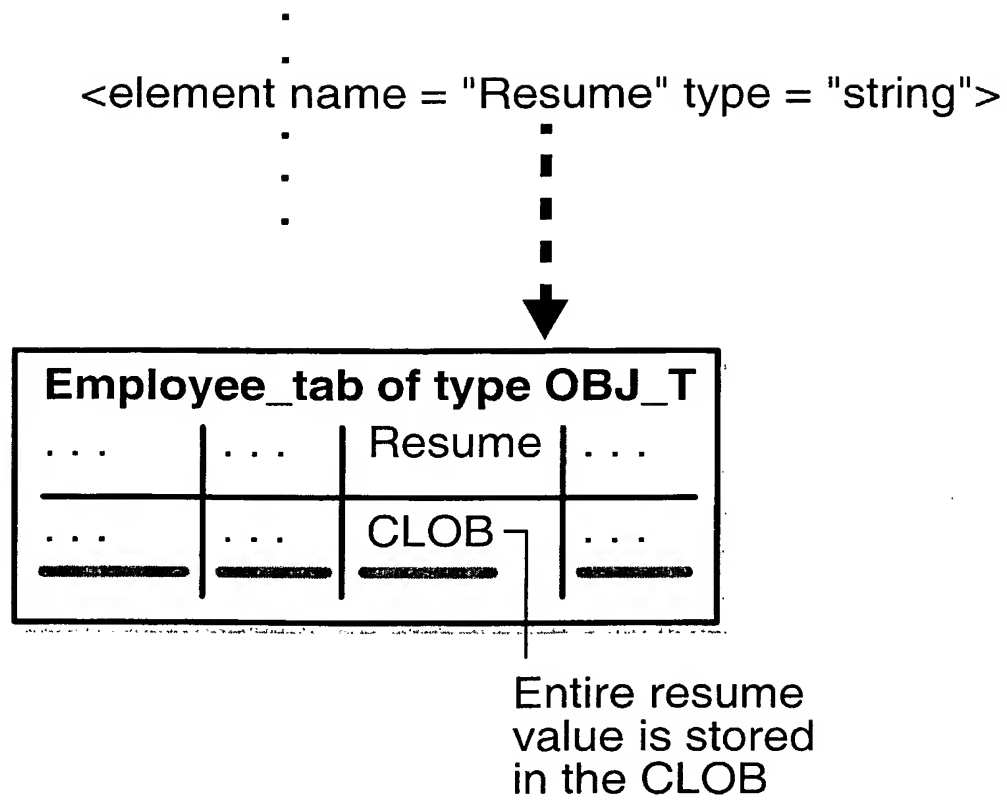 <element name = "Resume" type = "string">
Employee_tab of type OBJ_T
. . . . . . Resume . . .
. . . . . . CLOB . . .
Entire resume
value is stored
in the CLOB